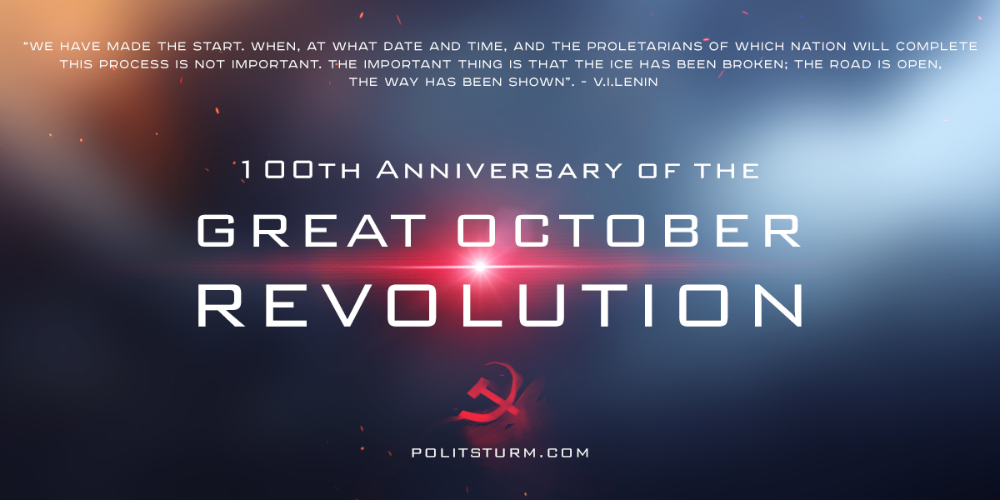 “WE HAVE MADE THE START. WHEN, AT WHAT DATE AND TIME, AND THE PROLETARIANS OF WHICH NATION WILL COMPLETE
THIS PROCESS IS NOT IMPORTANT. THE IMPORTANT THING IS THAT THE ICE HAS BEEN BROKEN; THE ROAD IS OPEN,
THE WAY HAS BEEN SHOWN”. - V.I.LENIN
100TH ANNIVERSARY OF THE
GREAT OCTOBER
REVOLUTION
POLITSTURM.COM